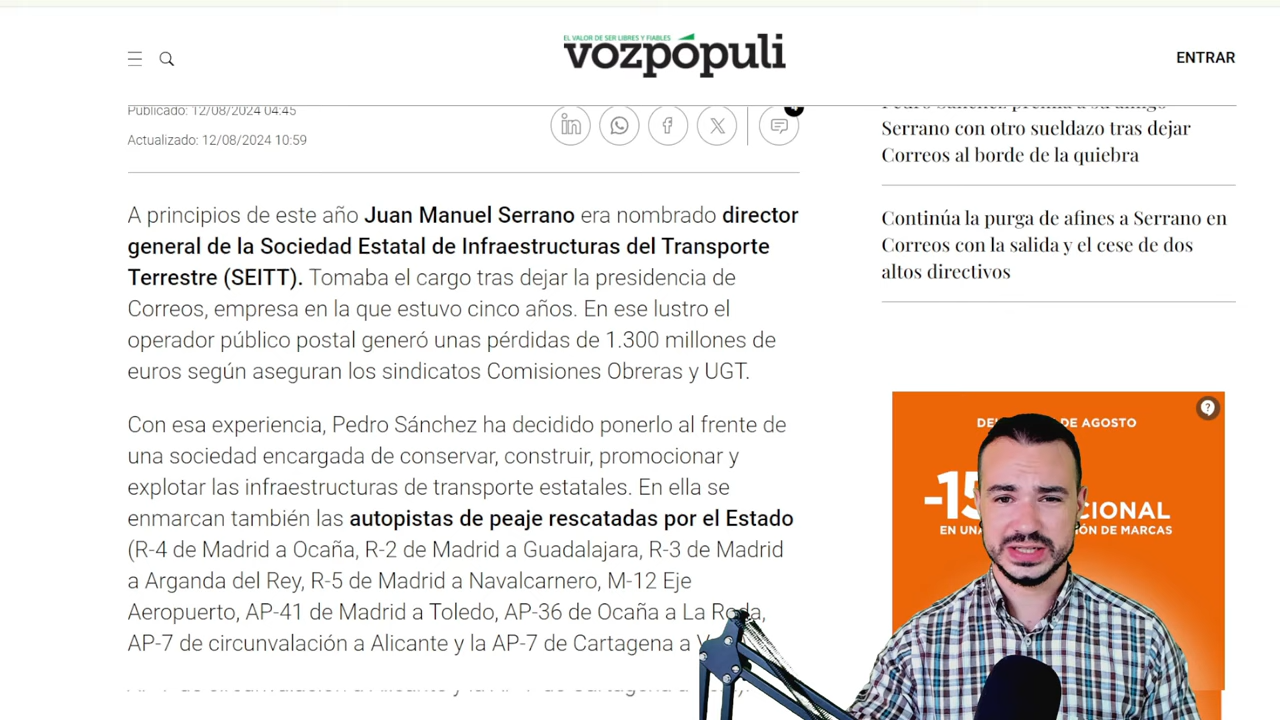 EL VALOR DE SER LIBRES Y FIABLES
vozpópuli
ENTRAR
Publicado: 12/08/2024 04:45
Actualizado: 12/08/2024 10:59
A principios de este año Juan Manuel Serrano era nombrado director
general de la Sociedad Estatal de Infraestructuras del Transporte
Terrestre (SEITT). Tomaba el cargo tras dejar la presidencia de
Correos, empresa en la que estuvo cinco años. En ese lustro el
operador público postal generó unas pérdidas de 1.300 millones de
euros según aseguran los sindicatos Comisiones Obreras y UGT.
Con esa experiencia, Pedro Sánchez ha decidido ponerlo al frente de
una sociedad encargada de conservar, construir, promocionar y
explotar las infraestructuras de transporte estatales. En ella se
enmarcan también las autopistas de peaje rescatadas por el Estado
(R-4 de Madrid a Ocaña, R-2 de Madrid a Guadalajara, R-3 de Madrid
a Arganda del Rey, R-5 de Madrid a Navalcarnero, M-12 Eje
Aeropuerto, AP-41 de Madrid a Toledo, AP-36 de Ocaña a La Roda,
AP-7 de circunvalación a Alicante y la AP-7 de Cartagena a
Pedro Sánchez premia a su amigo
Serrano con otro sueldazo tras dejar
Correos al borde de la quiebra
Continúa la purga de afines a Serrano en
Correos con la salida y el cese de dos
altos directivos
DE AGOSTO
-15
CIONAL
EN UNA DE MARCAS